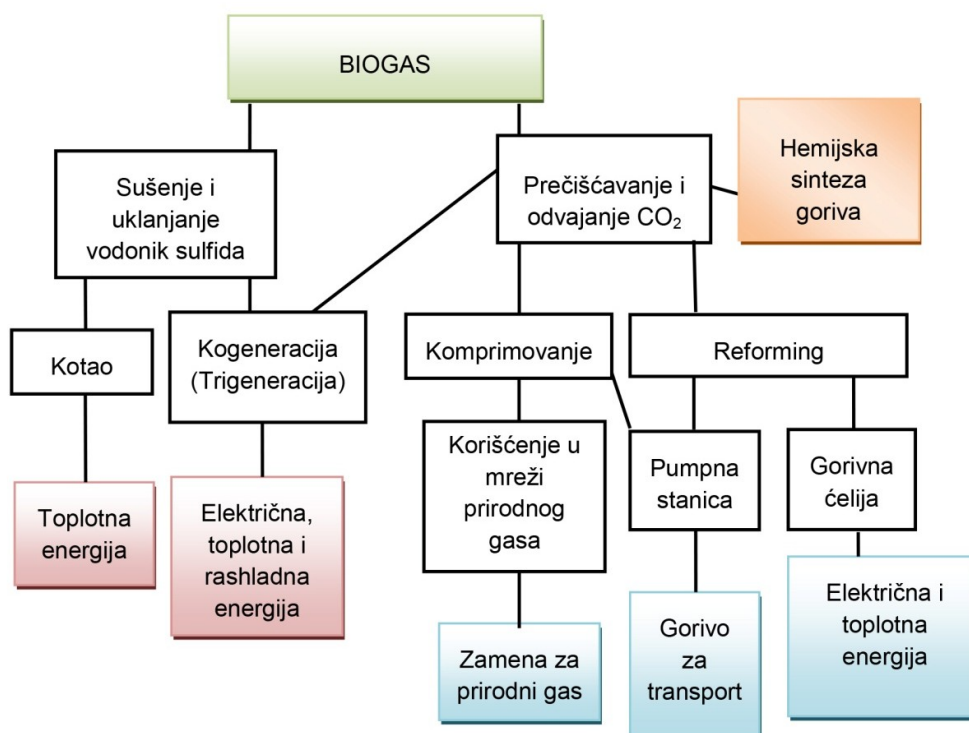 BIOGAS
Sušenje i
uklanjanje
vodonik sulfida
Prečišćavanje i
odvajanje CO₂
Hemijska
sinteza
goriva
Kotao
Kogeneracija
(Trigeneracija)
Komprimovanje
Reforming
Korišćenje u
mreži
prirodnog
gasa
Pumpna
stanica
Gorivna
ćelija
Toplotna
energija
Električna,
toplotna i
rashladna
energija
Zamena za
prirodni gas
Gorivo
za
transport
Električna i
toplotna
energija